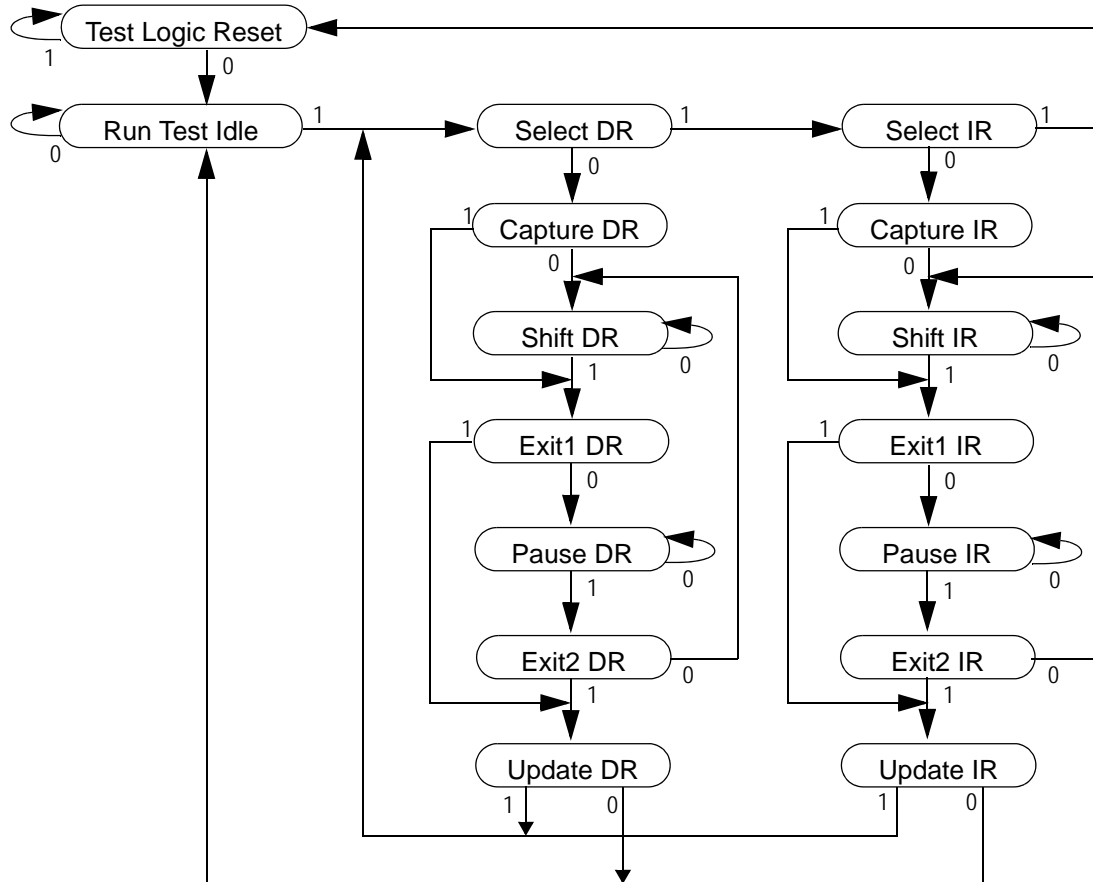 Test Logic Reset
1
0
Run Test Idle
1
Select DR
1
Select IR
1
0
0
0
1
Capture DR
1
Capture IR
0
0
Shift DR
Shift IR
0
0
1
1
1
Exit1 DR
1
Exit1 IR
0
0
Pause DR
Pause IR
0
0
1
1
Exit2 DR
Exit2 IR
0
0
1
1
Update DR
Update IR
1
0
1
0